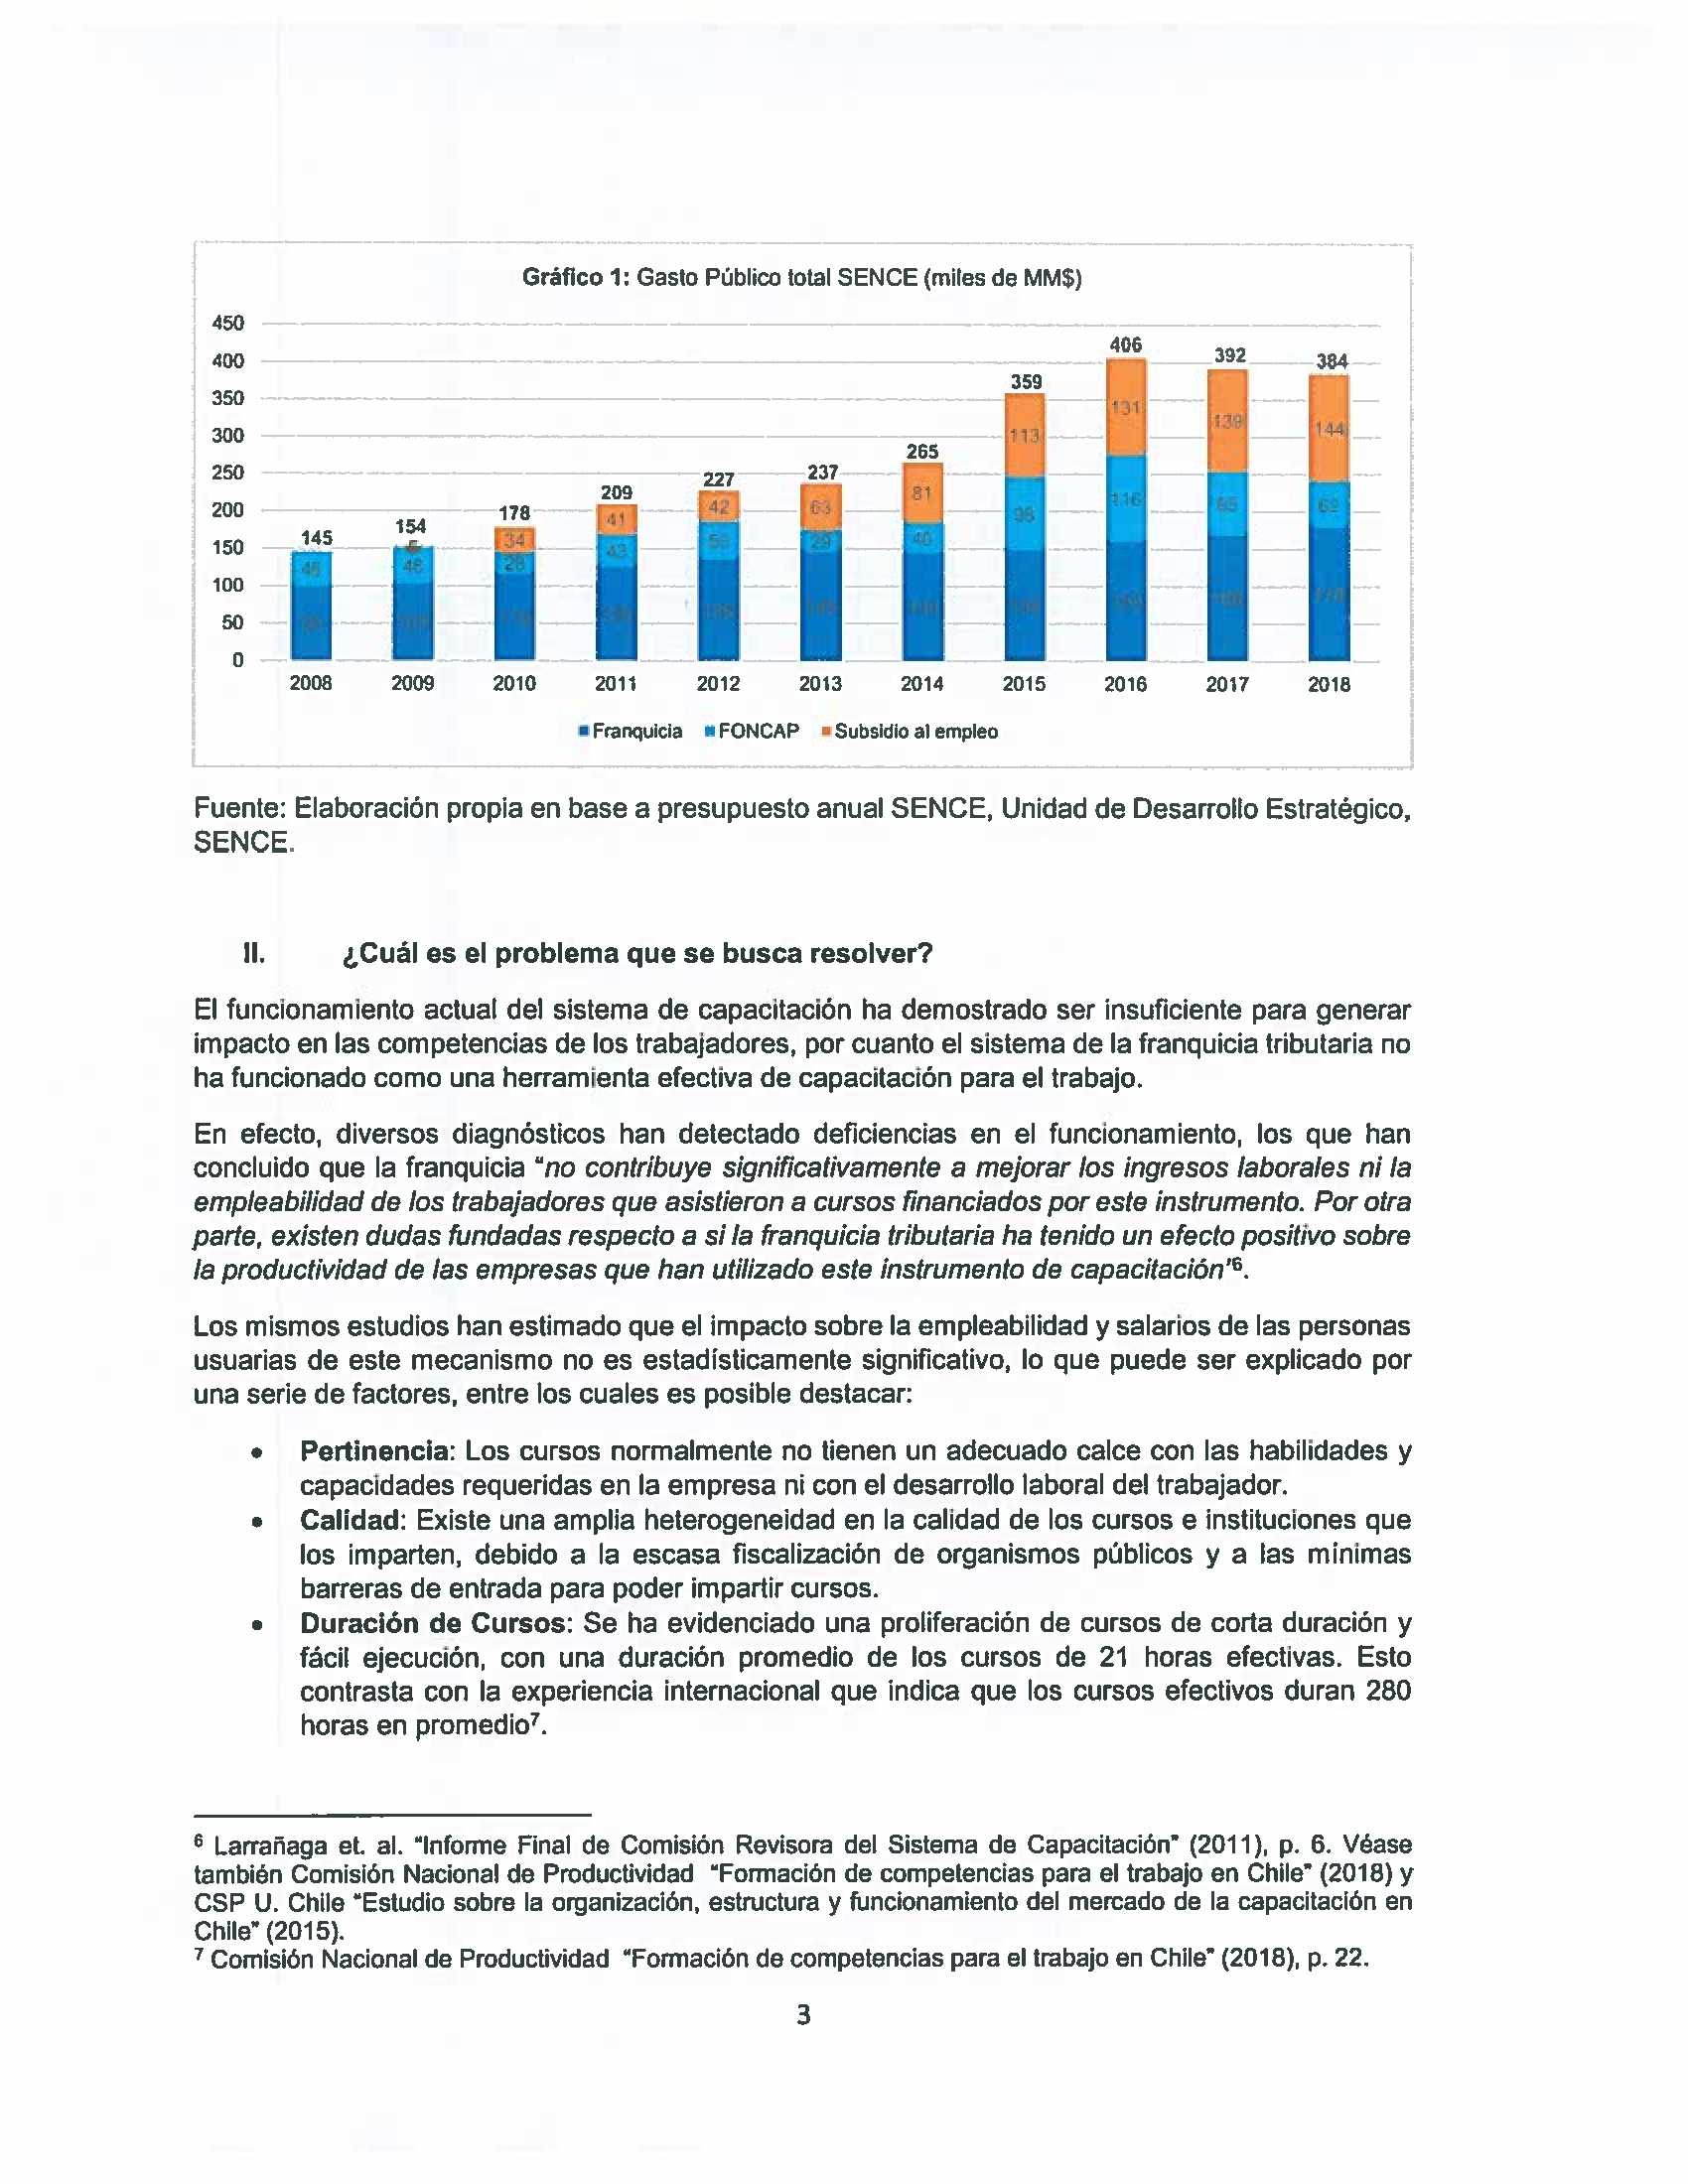 Gráfico 1: Gasto Público total SENCE (miles de MM$)
450
400
350
300
250
200
150
100
50
0
145
154
178
209
227
237
265
359
406
392
384
34
41
42
63
81
113
131
139
144
46
28
43
29
40
98
116
69
2008 2009 2010 2011 2012 2013 2014 2015 2016 2017 2018
Franquicia FONCAP Subsidio al empleo
Fuente: Elaboración propia en base a presupuesto anual SENCE, Unidad de Desarrollo Estratégico,
SENCE.
II. ¿Cuál es el problema que se busca resolver?
El funcionamiento actual del sistema de capacitación ha demostrado ser insuficiente para generar
impacto en las competencias de los trabajadores, por cuanto el sistema de la franquicia tributaria no
ha funcionado como una herramienta efectiva de capacitación para el trabajo.
En efecto, diversos diagnósticos han detectado deficiencias en el funcionamiento, los que han
concluido que la franquicia “no contribuye significativamente a mejorar los ingresos laborales ni la
empleabilidad de los trabajadores que asistieron a cursos financiados por este instrumento. Por otra
parte, existen dudas fundadas respecto a si la franquicia tributaria ha tenido un efecto positivo sobre
la productividad de las empresas que han utilizado este instrumento de capacitación’⁶.
Los mismos estudios han estimado que el impacto sobre la empleabilidad y salarios de las personas
usuarias de este mecanismo no es estadísticamente significativo, lo que puede ser explicado por
una serie de factores, entre los cuales es posible destacar:
• Pertinencia: Los cursos normalmente no tienen un adecuado calce con las habilidades y
capacidades requeridas en la empresa ni con el desarrollo laboral del trabajador.
• Calidad: Existe una amplia heterogeneidad en la calidad de los cursos e instituciones que
los imparten, debido a la escasa fiscalización de organismos públicos y a las mínimas
barreras de entrada para poder impartir cursos.
• Duración de Cursos: Se ha evidenciado una proliferación de cursos de corta duración y
fácil ejecución, con una duración promedio de los cursos de 21 horas efectivas. Esto
contrasta con la experiencia internacional que indica que los cursos efectivos duran 280
horas en promedio⁷.
⁶ Larrañaga et. al. “Informe Final de Comisión Revisora del Sistema de Capacitación” (2011), p. 6. Véase
también Comisión Nacional de Productividad “Formación de competencias para el trabajo en Chile” (2018) y
CSP U. Chile “Estudio sobre la organización, estructura y funcionamiento del mercado de la capacitación en
Chile” (2015).
⁷ Comisión Nacional de Productividad “Formación de competencias para el trabajo en Chile” (2018), p. 22.
3